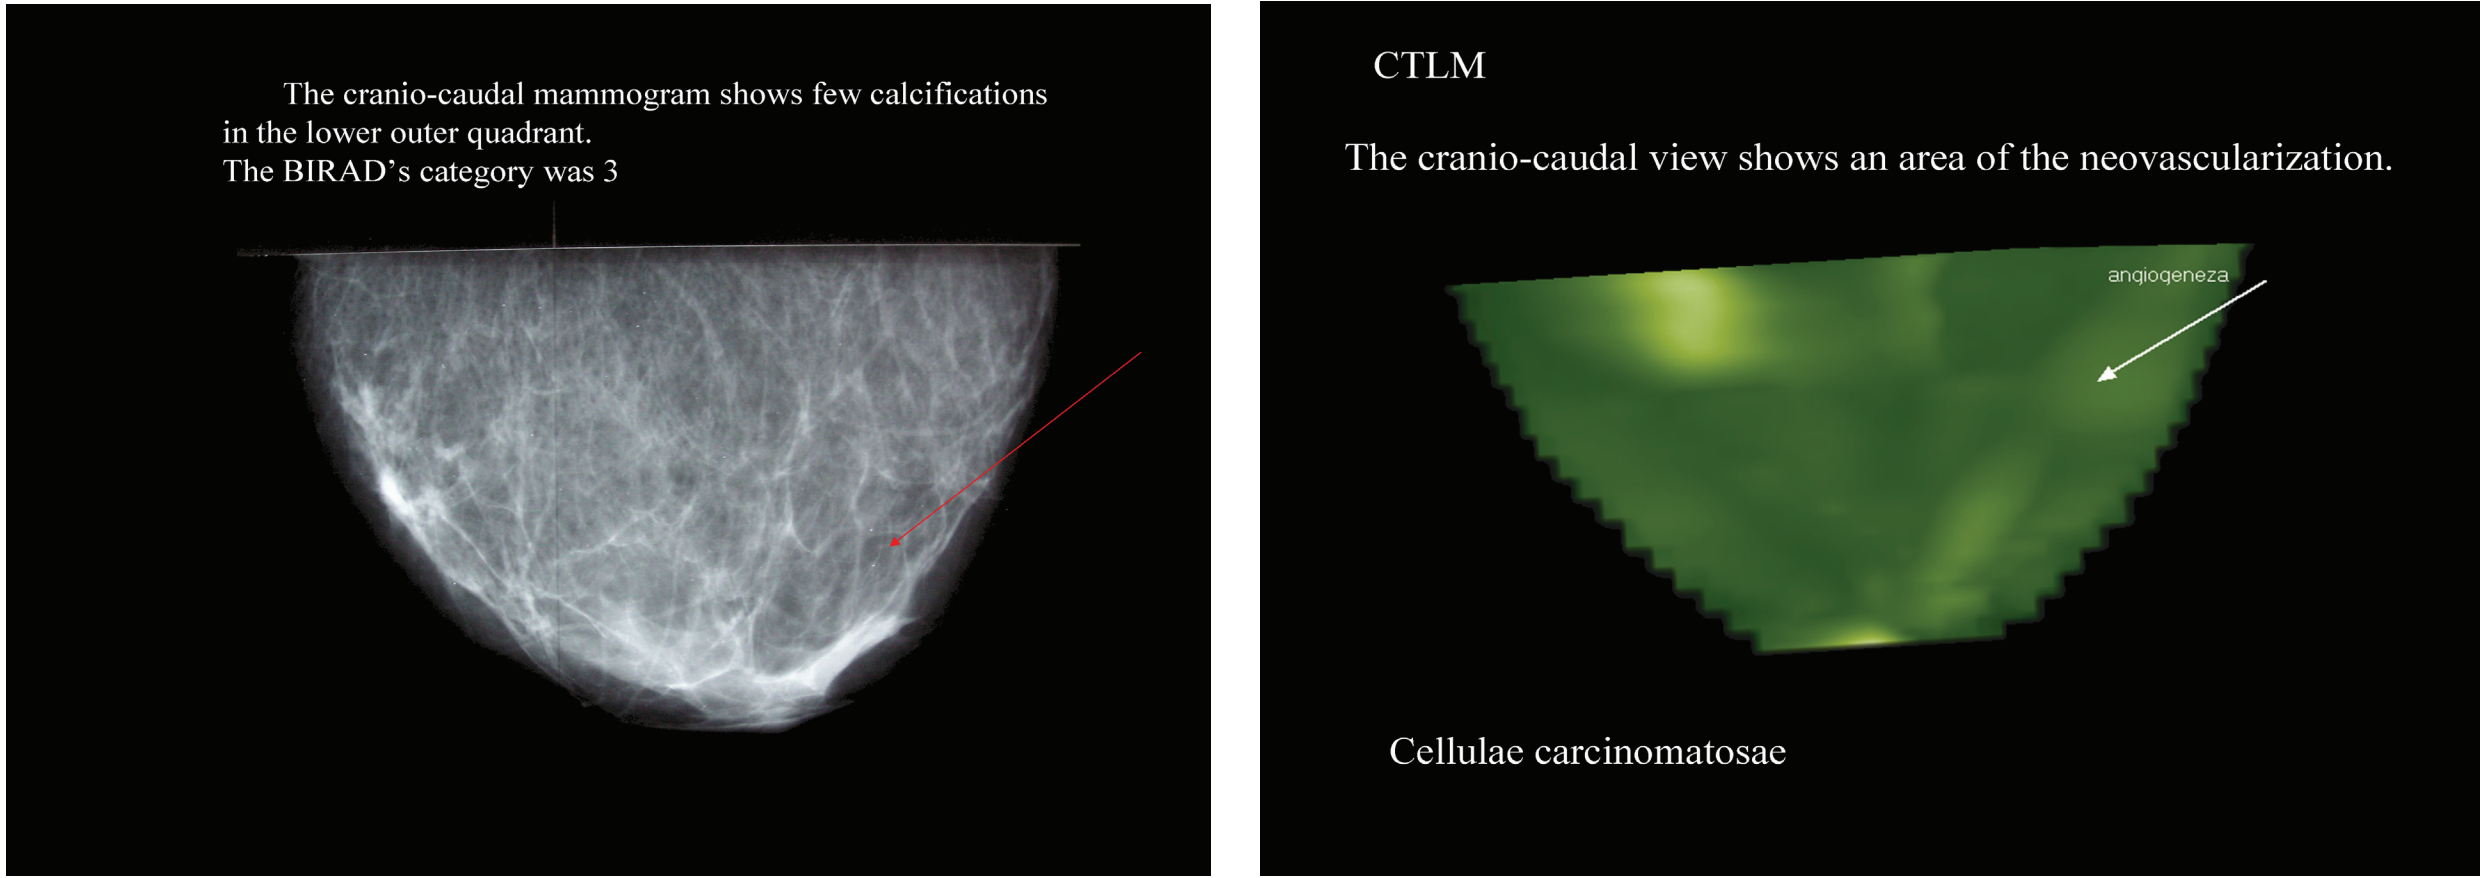 The cranio-caudal mammogram shows few calcifications
in the lower outer quadrant.
The BIRAD’s category was 3
CTLM
The cranio-caudal view shows an area of the neovascularization.
angiogeneza
Cellulae carcinomatosae